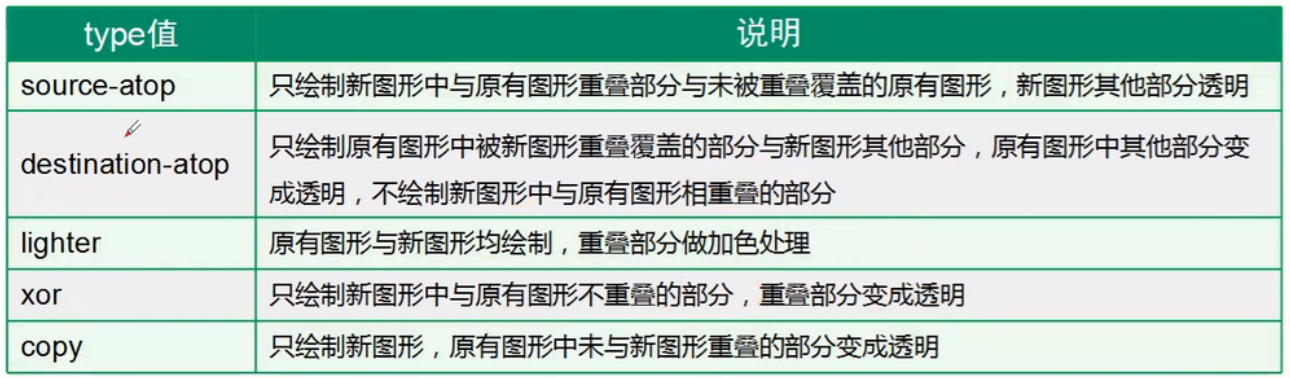 type值 说明
source-atop 只绘制新图形中与原有图形重叠部分与未被重叠覆盖的原有图形，新图形其他部分透明
destination-atop 只绘制原有图形中被新图形重叠覆盖的部分与新图形其他部分，原有图形中其他部分变
成透明，不绘制新图形中与原有图形相重叠的部分
lighter 原有图形与新图形均绘制，重叠部分做加色处理
xor 只绘制新图形中与原有图形不重叠的部分，重叠部分变成透明
copy 只绘制新图形，原有图形中未与新图形重叠的部分变成透明